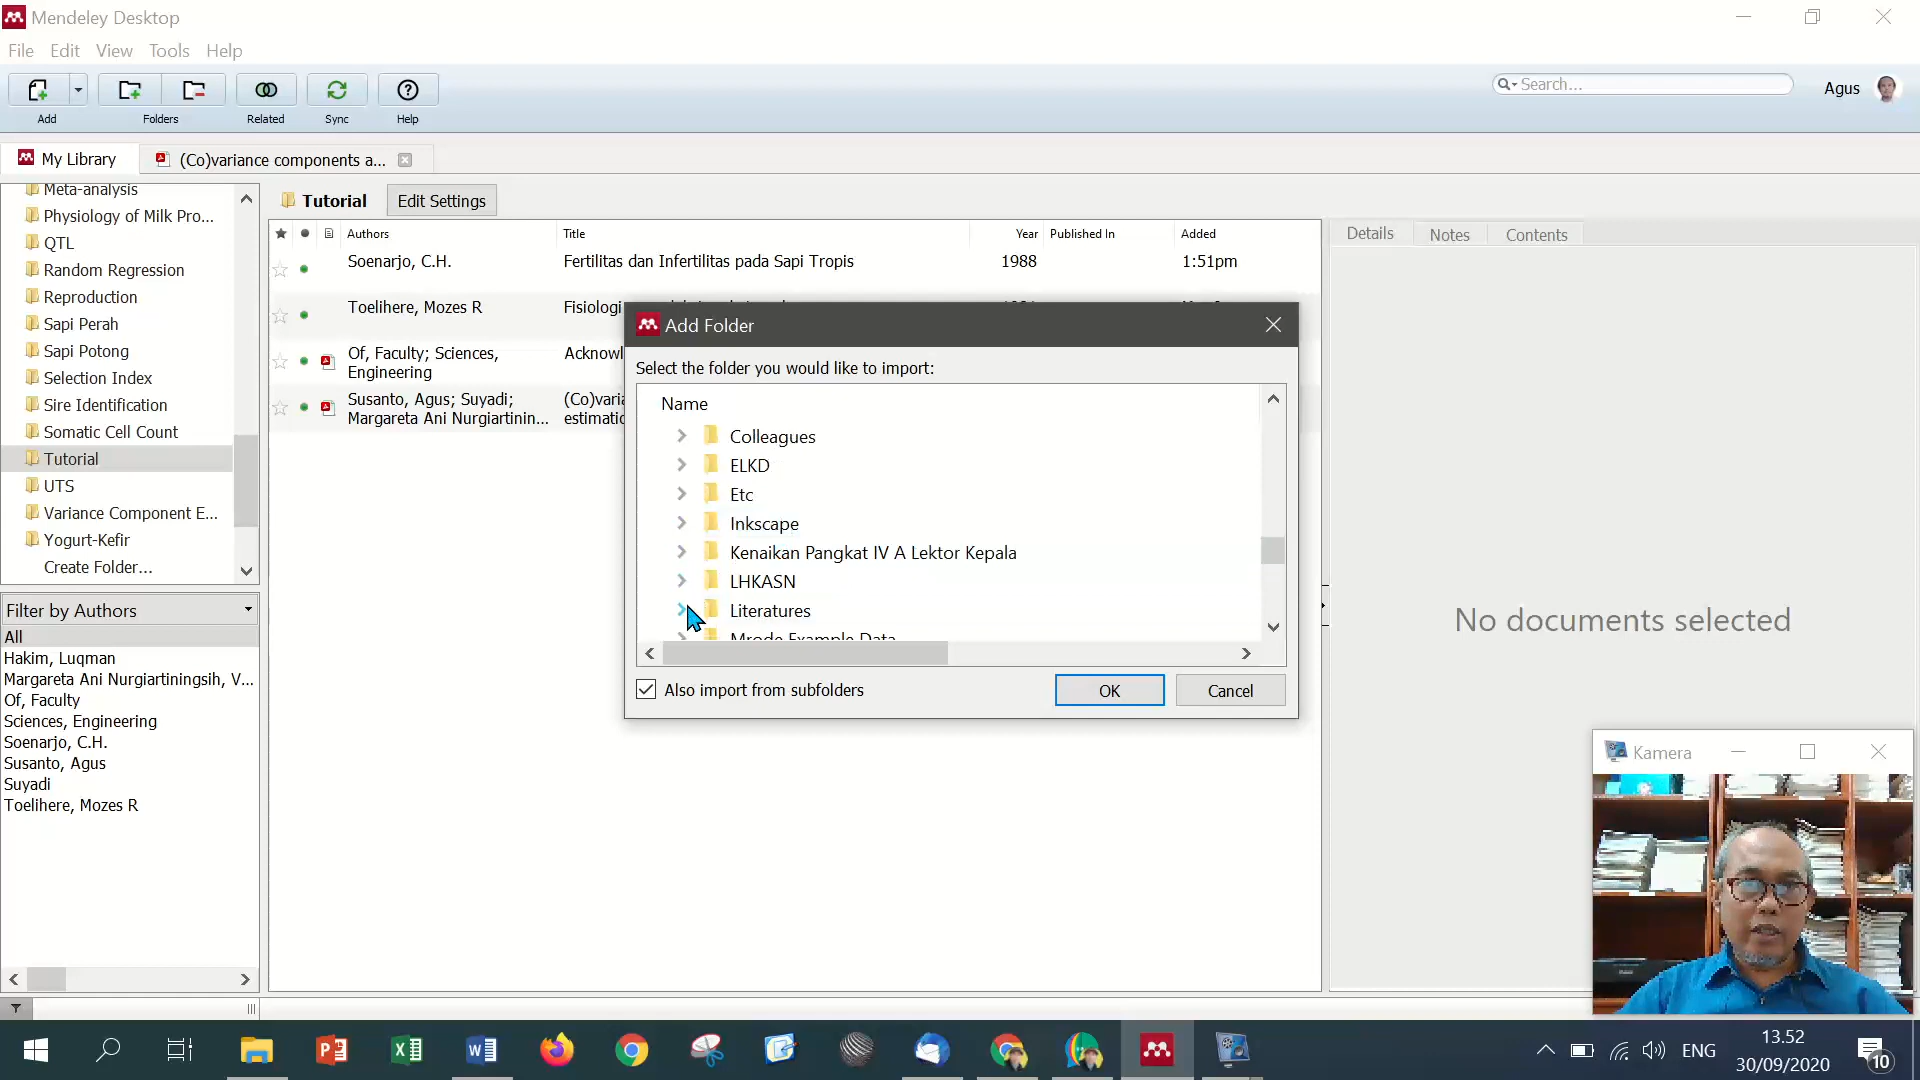 Mendeley Desktop
File Edit View Tools Help
Add Folders Related Sync Help
Search...
Agus
My Library
(Co)variance components a...
Meta-analysis
Physiology of Milk Pro...
QTL
Random Regression
Reproduction
Sapi Perah
Sapi Potong
Selection Index
Sire Identification
Somatic Cell Count
Tutorial
UTS
Variance Component E...
Yogurt-Kefir
Create Folder...
Filter by Authors
All
Hakim, Luqman
Margareta Ani Nurgiartiningsih, V...
Of, Faculty
Sciences, Engineering
Soenarjo, C.H.
Susanto, Agus
Suyadi
Toelihere, Mozes R
Tutorial
Edit Settings
Authors Title Year Published In Added
Soenarjo, C.H. Fertilitas dan Infertilitas pada Sapi Tropis 1988 1:51pm
Toelihere, Mozes R Fisiologi
Of, Faculty; Sciences, Acknowl
Engineering
Susanto, Agus; Suyadi; (Co)varia
Margareta Ani Nurgiartinin... estimatio
Add Folder
Select the folder you would like to import:
Name
Colleagues
ELKD
Etc
Inkscape
Kenaikan Pangkat IV A Lektor Kepala
LHKASN
Literatures
Mrode Example Data
Also import from subfolders
OK
Cancel
Details Notes Contents
No documents selected
Kamera
ENG
13.52
30/09/2020
10